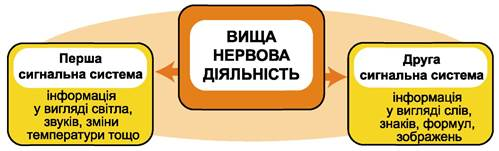 ВИЩА
НЕРВОВА
ДІЯЛЬНІСТЬ
Перша
сигнальна система
інформація
у вигляді світла,
звуків, зміни
температури тощо
Друга
сигнальна система
інформація
у вигляді слів,
знаків, формул,
зображень